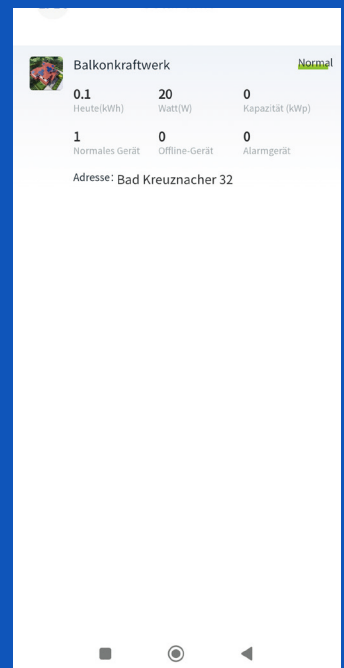 Balkonkraftwerk
Normal
0.1 20 0
Heute(kWh) Watt(W) Kapazität (kWp)
1 0 0
Normales Gerät Offline-Gerät Alarmgerät
Adresse: Bad Kreuznacher 32